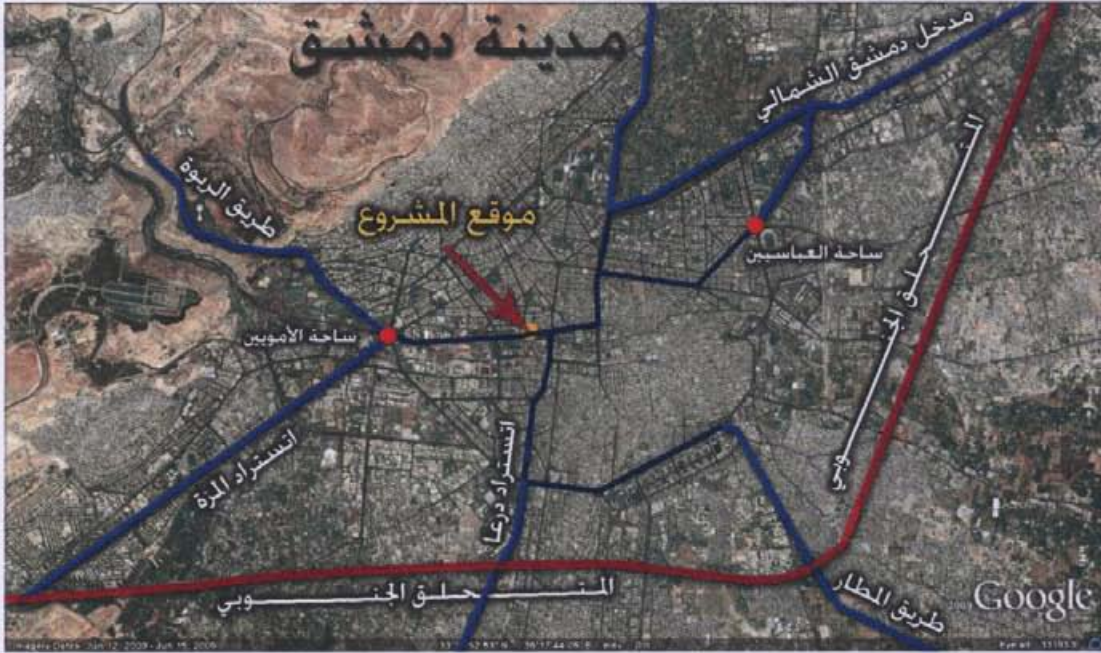 مدينة دمشق
مدخل دمشق الشمالي
طريق الربوة
موقع المشروع
ساحة العباسيين
المتحلق الجنوبي
ساحة الأمويين
اتستراد المزة
اتستراد درعا
المتحلق الجنوبي
طريق المطار
Google